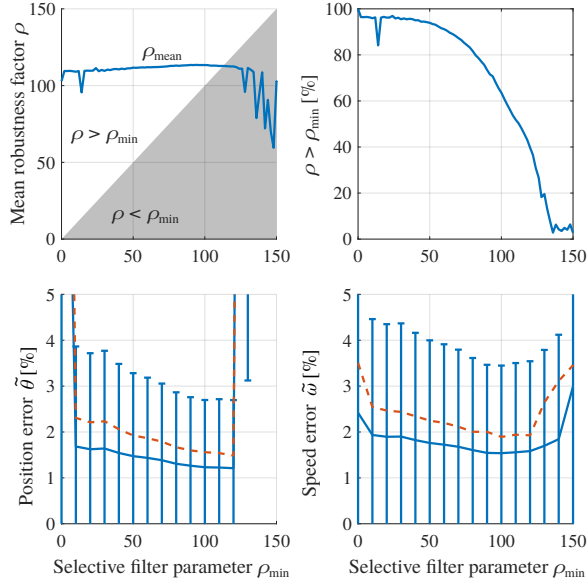 Mean robustness factor ρ
150
100
50
0
ρmean
ρ > ρmin
ρ < ρmin
0 50 100 150
ρ > ρmin [%]
100
80
60
40
20
0
0 50 100 150
Position error θ̃ [%]
5
4
3
2
1
0
0 50 100 150
Selective filter parameter ρmin
Speed error ω̃ [%]
5
4
3
2
1
0
0 50 100 150
Selective filter parameter ρmin